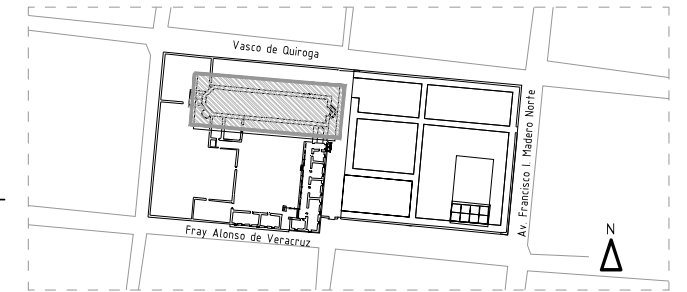 Vasco de Quiroga
Av. Francisco I. Madero Norte
Fray Alonso de Veracruz
N